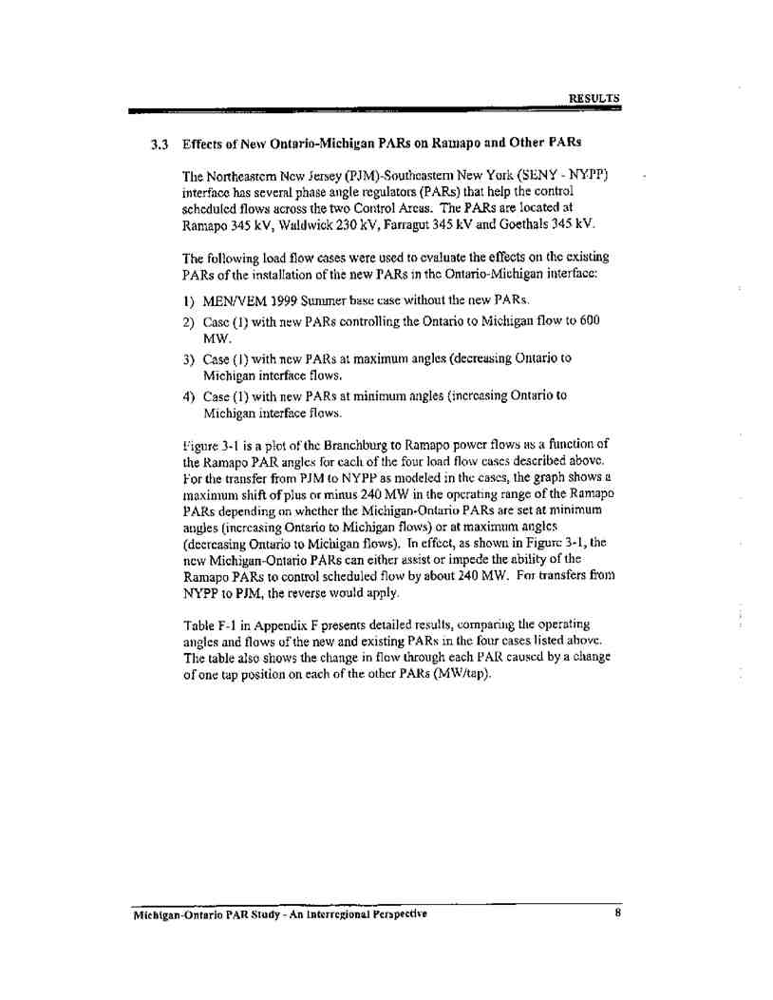 RESULTS
3.3 Effects of New Ontario-Michigan PARs on Ramapo and Other PARs
The Northeastern New Jersey (PJM)-Southeastern New York (SENY - NYPP)
interface has several phase angle regulators (PARs) that help the control
scheduled flows across the two Control Areas. The PARs are located at
Ramapo 345 kV, Waldwick 230 kV, Farragut 345 kV and Goethals 345 kV.
The following load flow cases were used to evaluate the effects on the existing
PARs of the installation of the new PARs in the Ontario-Michigan interface:
1) MEN/VEM 1999 Summer base case without the new PARs.
2) Case (1) with new PARs controlling the Ontario to Michigan flow to 600
MW.
3) Case (1) with new PARs at maximum angles (decreasing Ontario to
Michigan interface flows.
4) Case (1) with new PARs at minimum angles (increasing Ontario to
Michigan interface flows.
Figure 3-1 is a plot of the Branchburg to Ramapo power flows as a function of
the Ramapo PAR angles for each of the four load flow cases described above.
For the transfer from PJM to NYPP as modeled in the cases, the graph shows a
maximum shift of plus or minus 240 MW in the operating range of the Ramapo
PARs depending on whether the Michigan-Ontario PARs are set at minimum
angles (increasing Ontario to Michigan flows) or at maximum angles
(decreasing Ontario to Michigan flows). In effect, as shown in Figure 3-1, the
new Michigan-Ontario PARs can either assist or impede the ability of the
Ramapo PARs to control scheduled flow by about 240 MW. For transfers from
NYPP to PJM, the reverse would apply.
Table F-1 in Appendix F presents detailed results, comparing the operating
angles and flows of the new and existing PARs in the four cases listed above.
The table also shows the change in flow through each PAR caused by a change
of one tap position on each of the other PARs (MW/tap).
Michigan-Ontario PAR Study - An Interregional Perspective 8